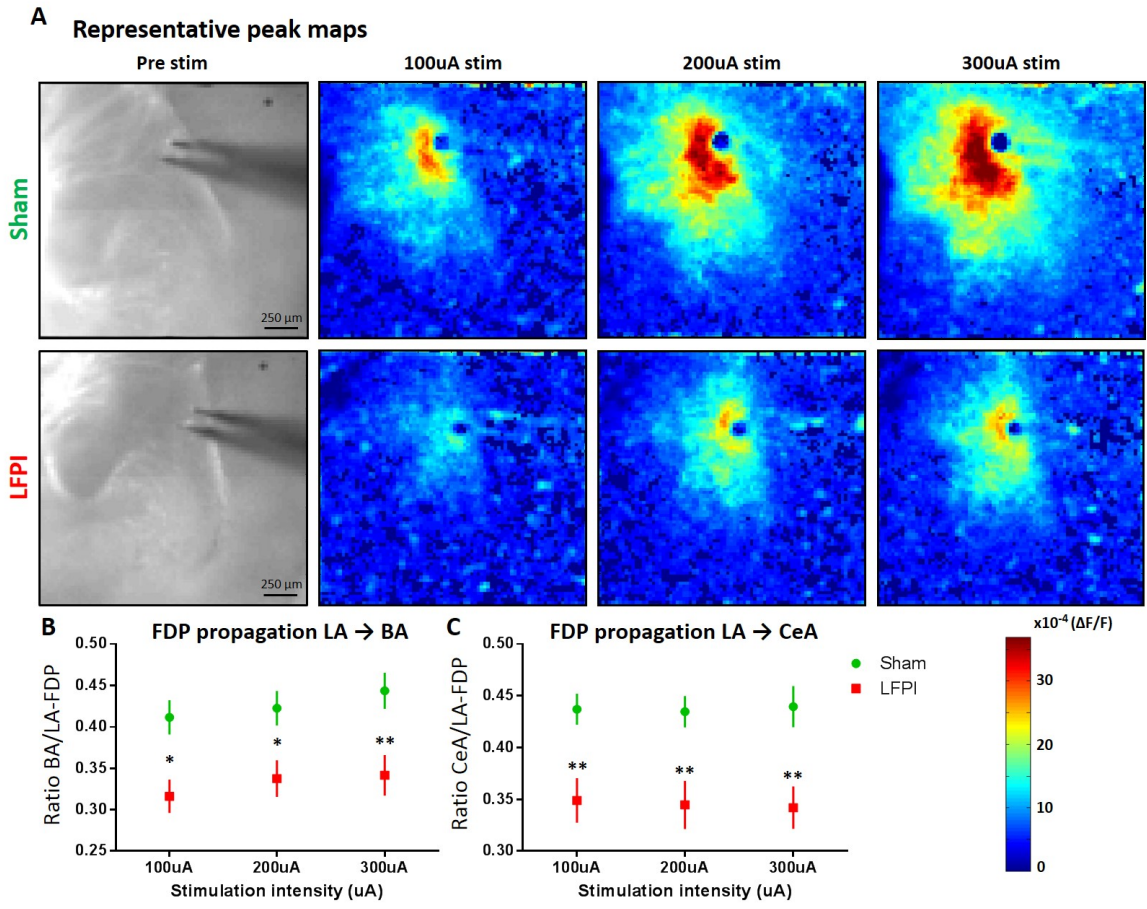 A
Representative peak maps
Pre stim
100uA stim
200uA stim
300uA stim
Sham
250 µm
LFPI
250 µm
B
FDP propagation LA → BA
Ratio BA/LA-FDP
0.50
0.45
0.40
0.35
0.30
0.25
*
*
**
100uA
200uA
300uA
Stimulation intensity (uA)
C
FDP propagation LA → CeA
Ratio CeA/LA-FDP
0.50
0.45
0.40
0.35
0.30
**
**
**
100uA
200uA
300uA
Stimulation intensity (uA)
Sham
LFPI
x10⁻⁴ (ΔF/F)
30
20
10
0